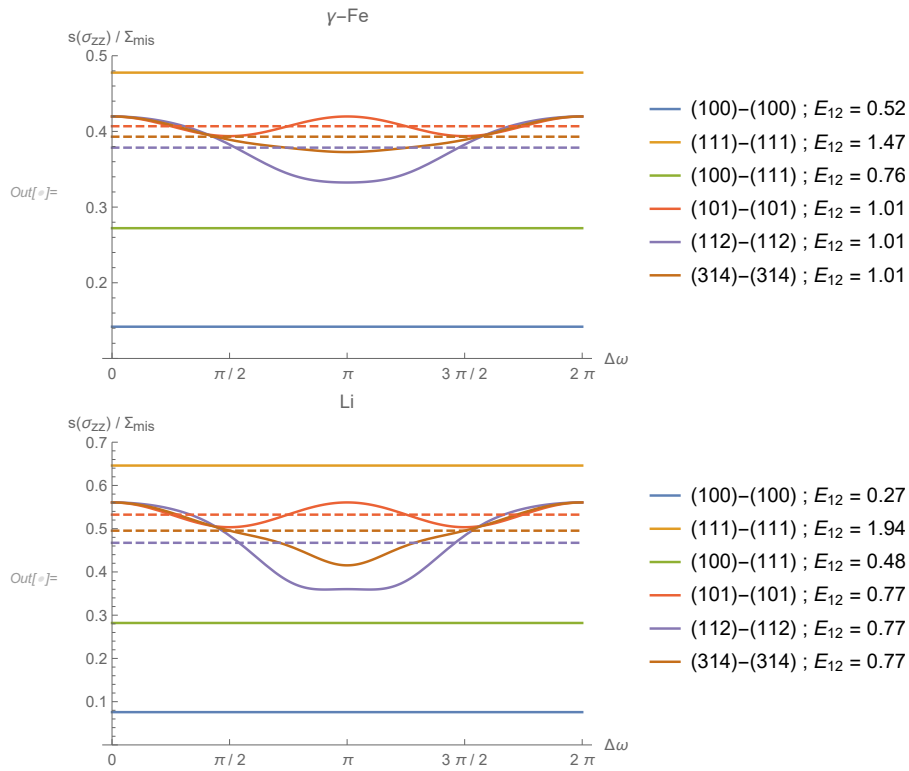 γ−Fe
s(σzz) / Σmis
0.5
0.4
0.3
0.2
0 π / 2 π 3 π / 2 2 π
Δω
Out[•]=
(100)−(100) ; E12 = 0.52
(111)−(111) ; E12 = 1.47
(100)−(111) ; E12 = 0.76
(101)−(101) ; E12 = 1.01
(112)−(112) ; E12 = 1.01
(314)−(314) ; E12 = 1.01
Li
s(σzz) / Σmis
0.7
0.6
0.5
0.4
0.3
0.2
0.1
0 π / 2 π 3 π / 2 2 π
Δω
Out[•]=
(100)−(100) ; E12 = 0.27
(111)−(111) ; E12 = 1.94
(100)−(111) ; E12 = 0.48
(101)−(101) ; E12 = 0.77
(112)−(112) ; E12 = 0.77
(314)−(314) ; E12 = 0.77